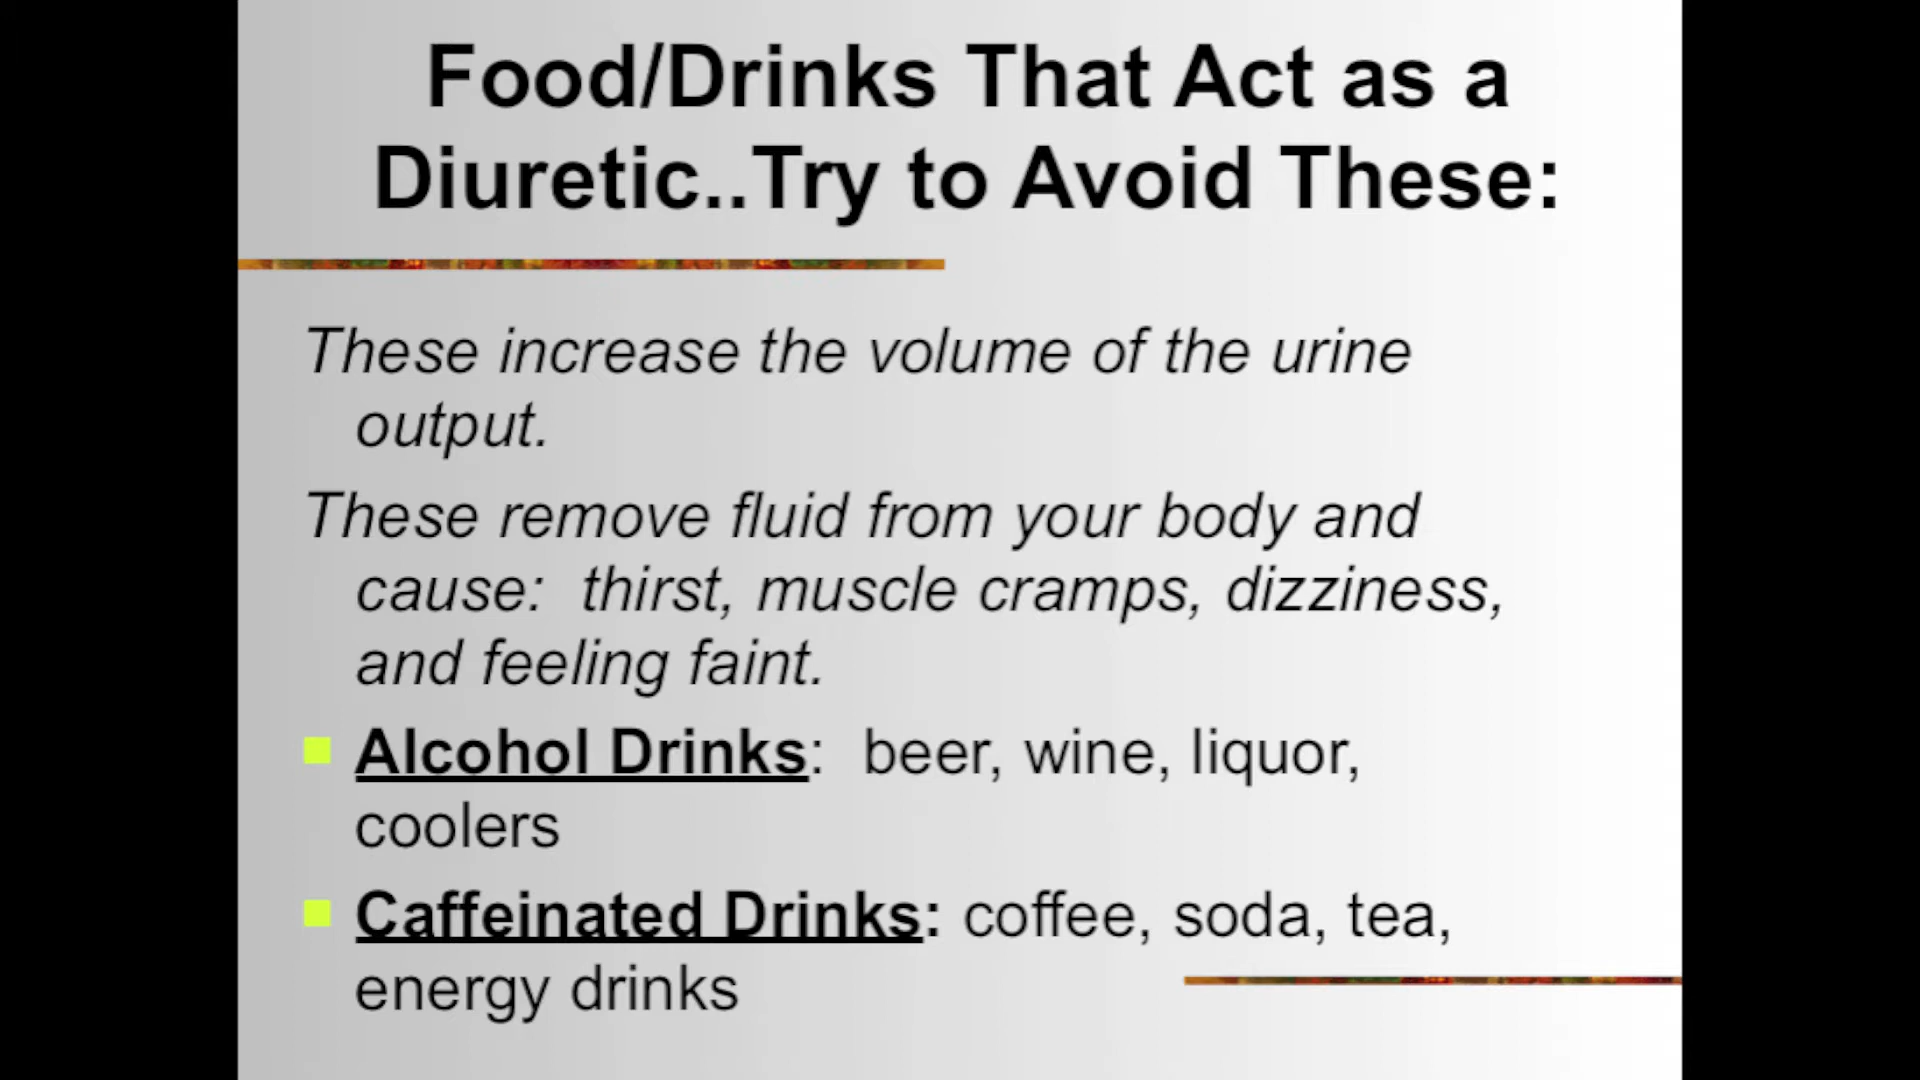 Food/Drinks That Act as a
Diuretic..Try to Avoid These:
These increase the volume of the urine
output.
These remove fluid from your body and
cause:  thirst, muscle cramps, dizziness,
and feeling faint.
Alcohol Drinks:  beer, wine, liquor,
coolers
Caffeinated Drinks: coffee, soda, tea,
energy drinks